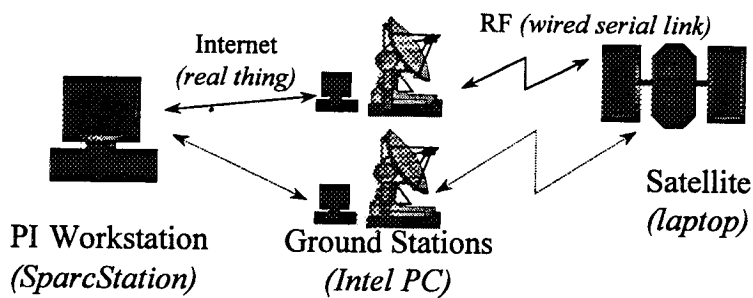 Internet
(real thing)
RF (wired serial link)
PI Workstation
(SparcStation)
Ground Stations
(Intel PC)
Satellite
(laptop)